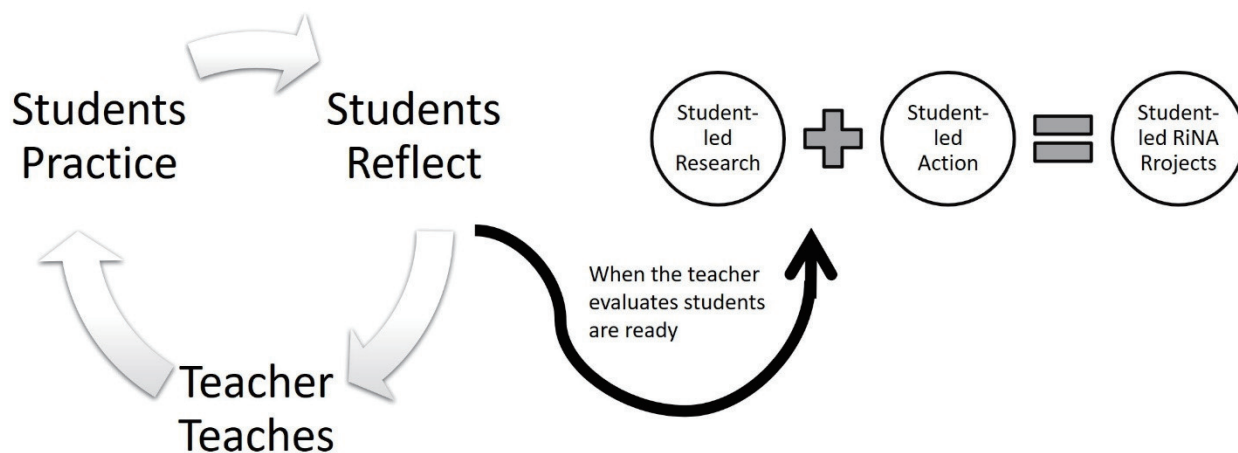 Students
Practice
Students
Reflect
Teacher
Teaches
When the teacher
evaluates students
are ready
Student-
led
Research
Student-
led
Action
Student-
led RiNA
Rrojects